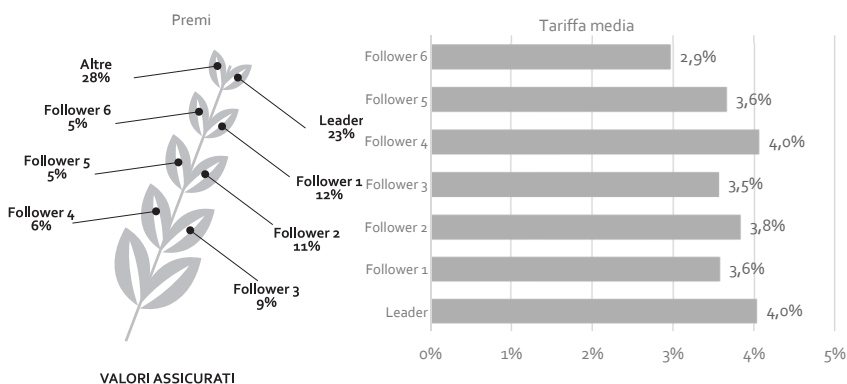 Premi
Altre
28%
Follower 6
5%
Follower 5
5%
Follower 4
6%
Leader
23%
Follower 1
12%
Follower 2
11%
Follower 3
9%
VALORI ASSICURATI
Tariffa media
Follower 6
2,9%
Follower 5
3,6%
Follower 4
4,0%
Follower 3
3,5%
Follower 2
3,8%
Follower 1
3,6%
Leader
4,0%
0% 1% 2% 3% 4% 5%